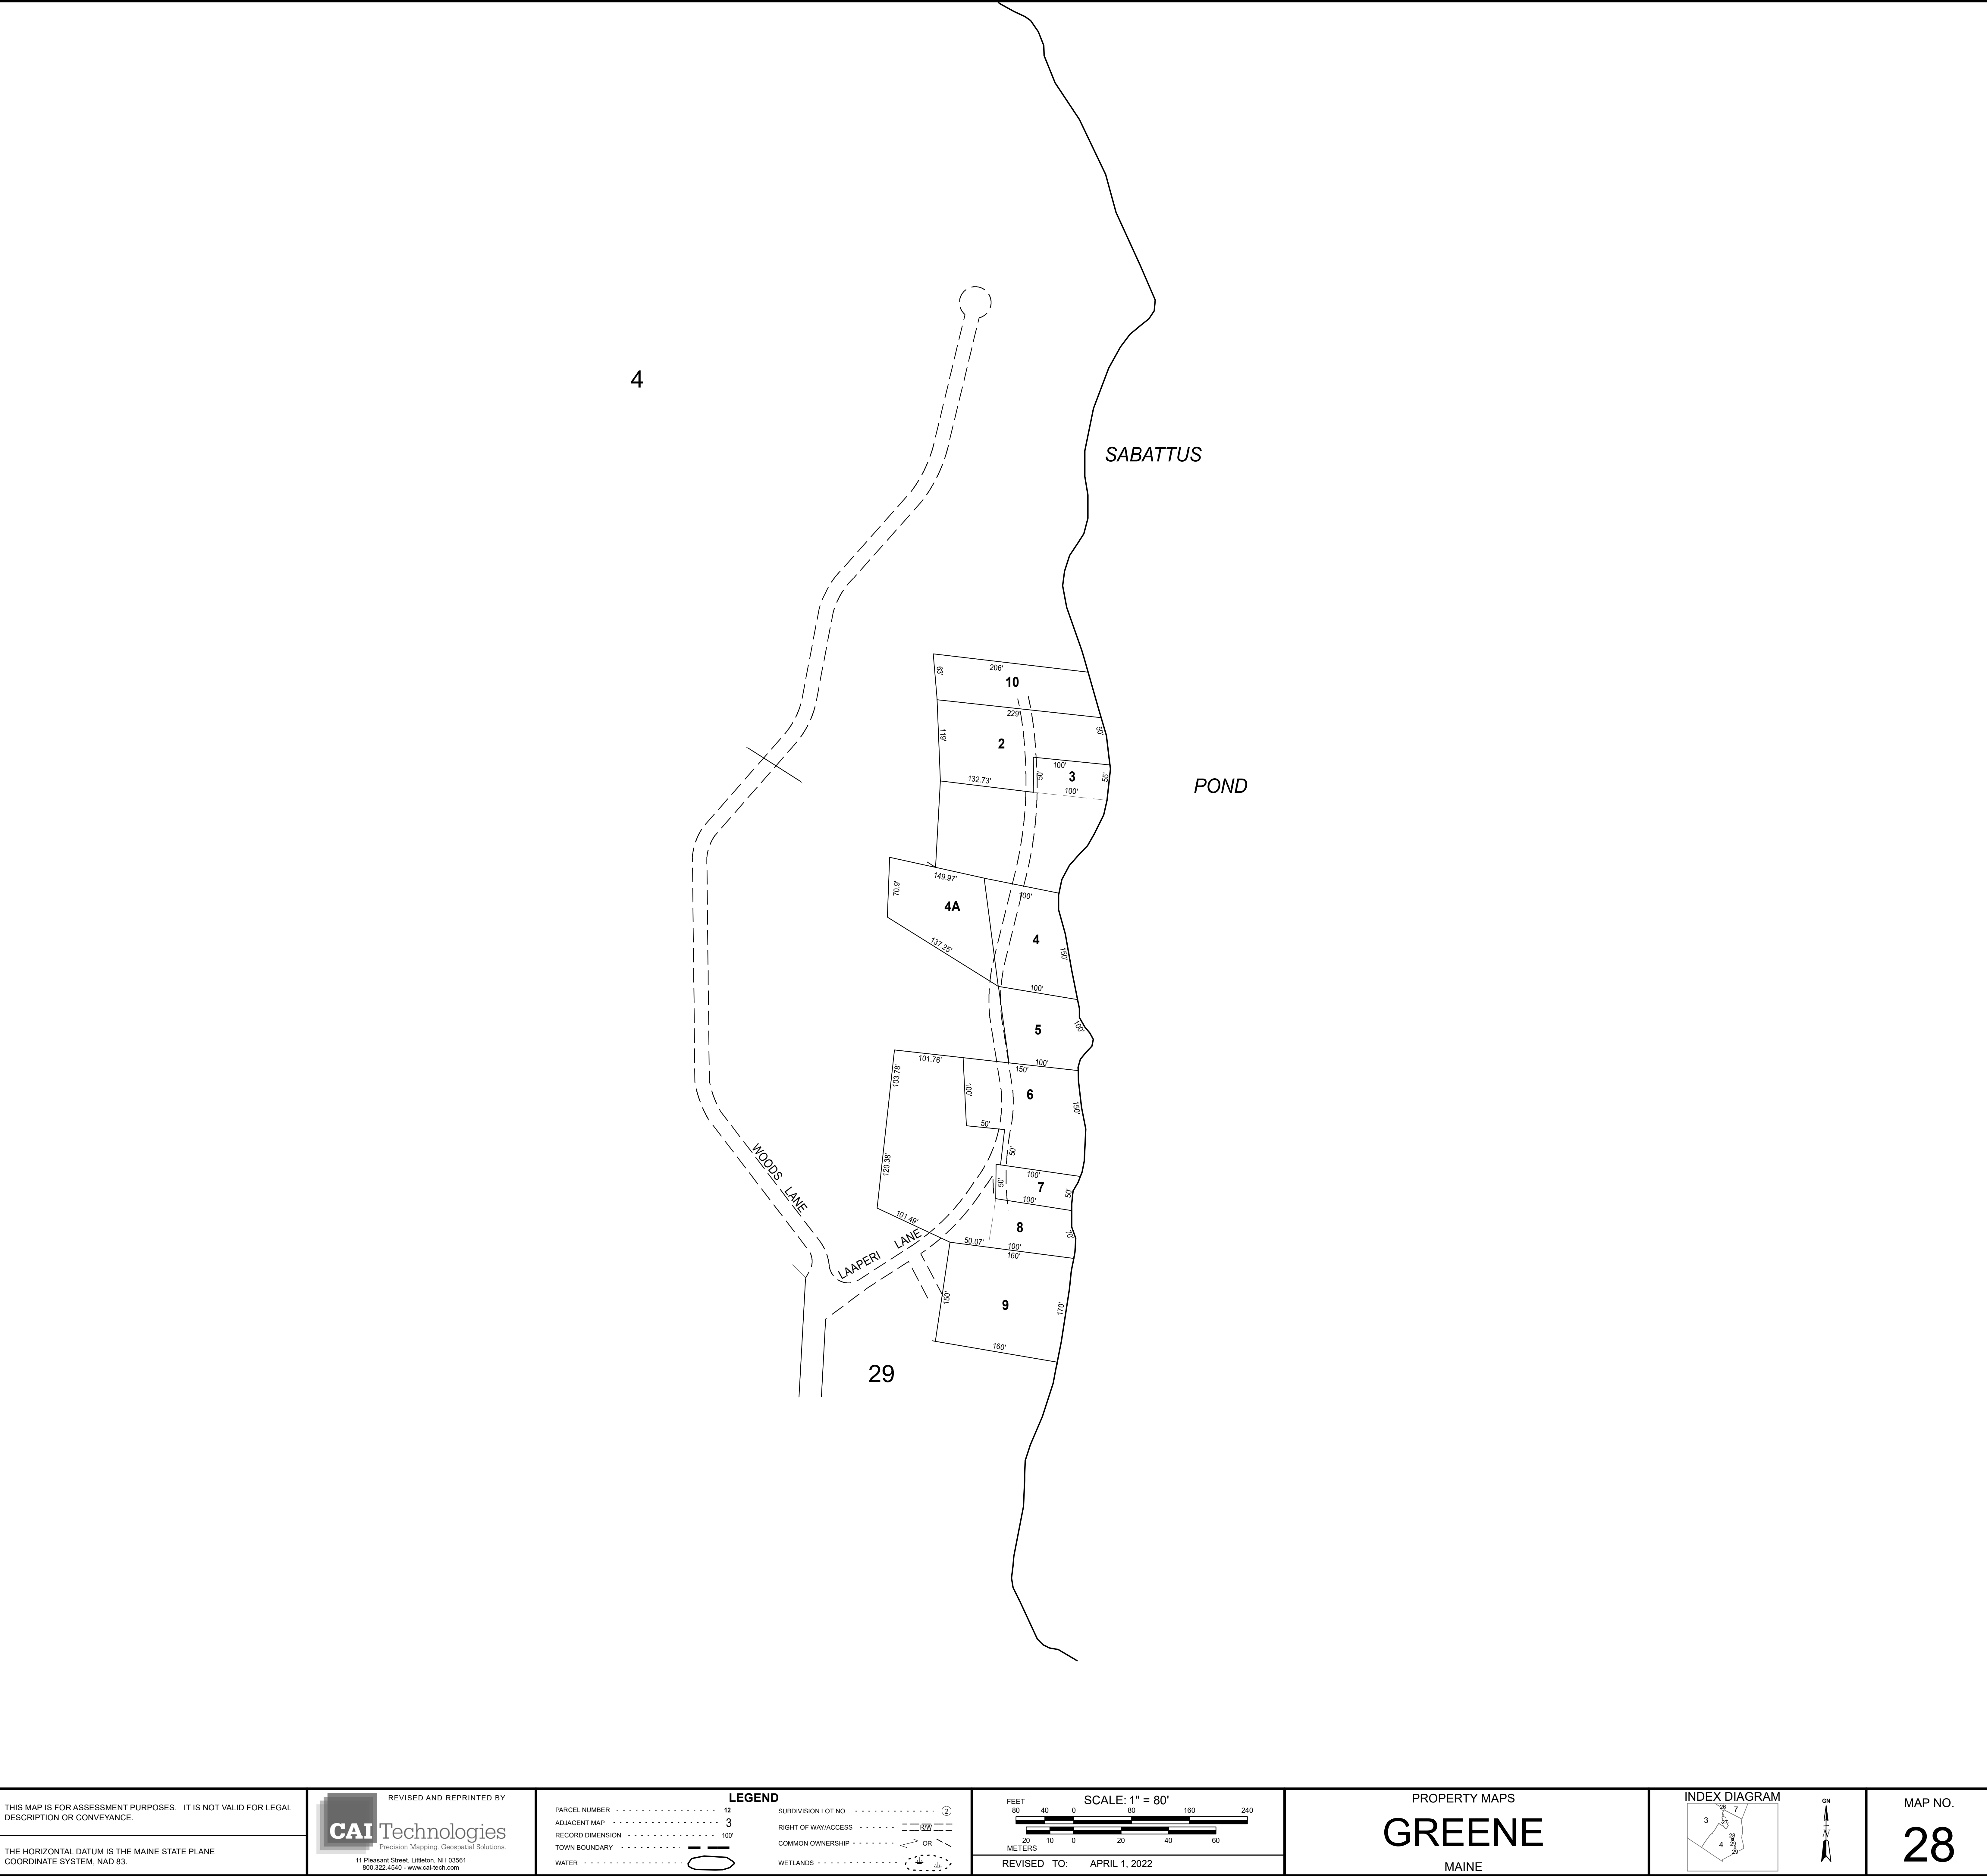 4
SABATTUS
POND
206'
63'
10
229'
119'
2
50'
100'
50'
3
55'
132.73'
100'
149.97'
70.9'
4A
100'
137.25'
4
150'
100'
5
100'
101.76'
100'
150'
103.78'
100'
6
150'
50'
50'
120.38'
100'
50'
7
50'
100'
101.49'
8
70'
50.07'
100'
160'
WOODS LANE
LAAPERI LANE
150'
9
170'
160'
29
THIS MAP IS FOR ASSESSMENT PURPOSES. IT IS NOT VALID FOR LEGAL
DESCRIPTION OR CONVEYANCE.
THE HORIZONTAL DATUM IS THE MAINE STATE PLANE
COORDINATE SYSTEM, NAD 83.
REVISED AND REPRINTED BY
CAI Technologies
Precision Mapping. Geospatial Solutions.
11 Pleasant Street, Littleton, NH 03561
800.322.4540 - www.cai-tech.com
LEGEND
PARCEL NUMBER 12
ADJACENT MAP 3
RECORD DIMENSION 100'
TOWN BOUNDARY
WATER
SUBDIVISION LOT NO. 2
RIGHT OF WAY/ACCESS R/W
COMMON OWNERSHIP OR
WETLANDS
SCALE: 1" = 80'
FEET
80 40 0 80 160 240
20 10 0 20 40 60
METERS
REVISED TO: APRIL 1, 2022
PROPERTY MAPS
GREENE
MAINE
INDEX DIAGRAM
7
3
4
GN
N
MAP NO.
28